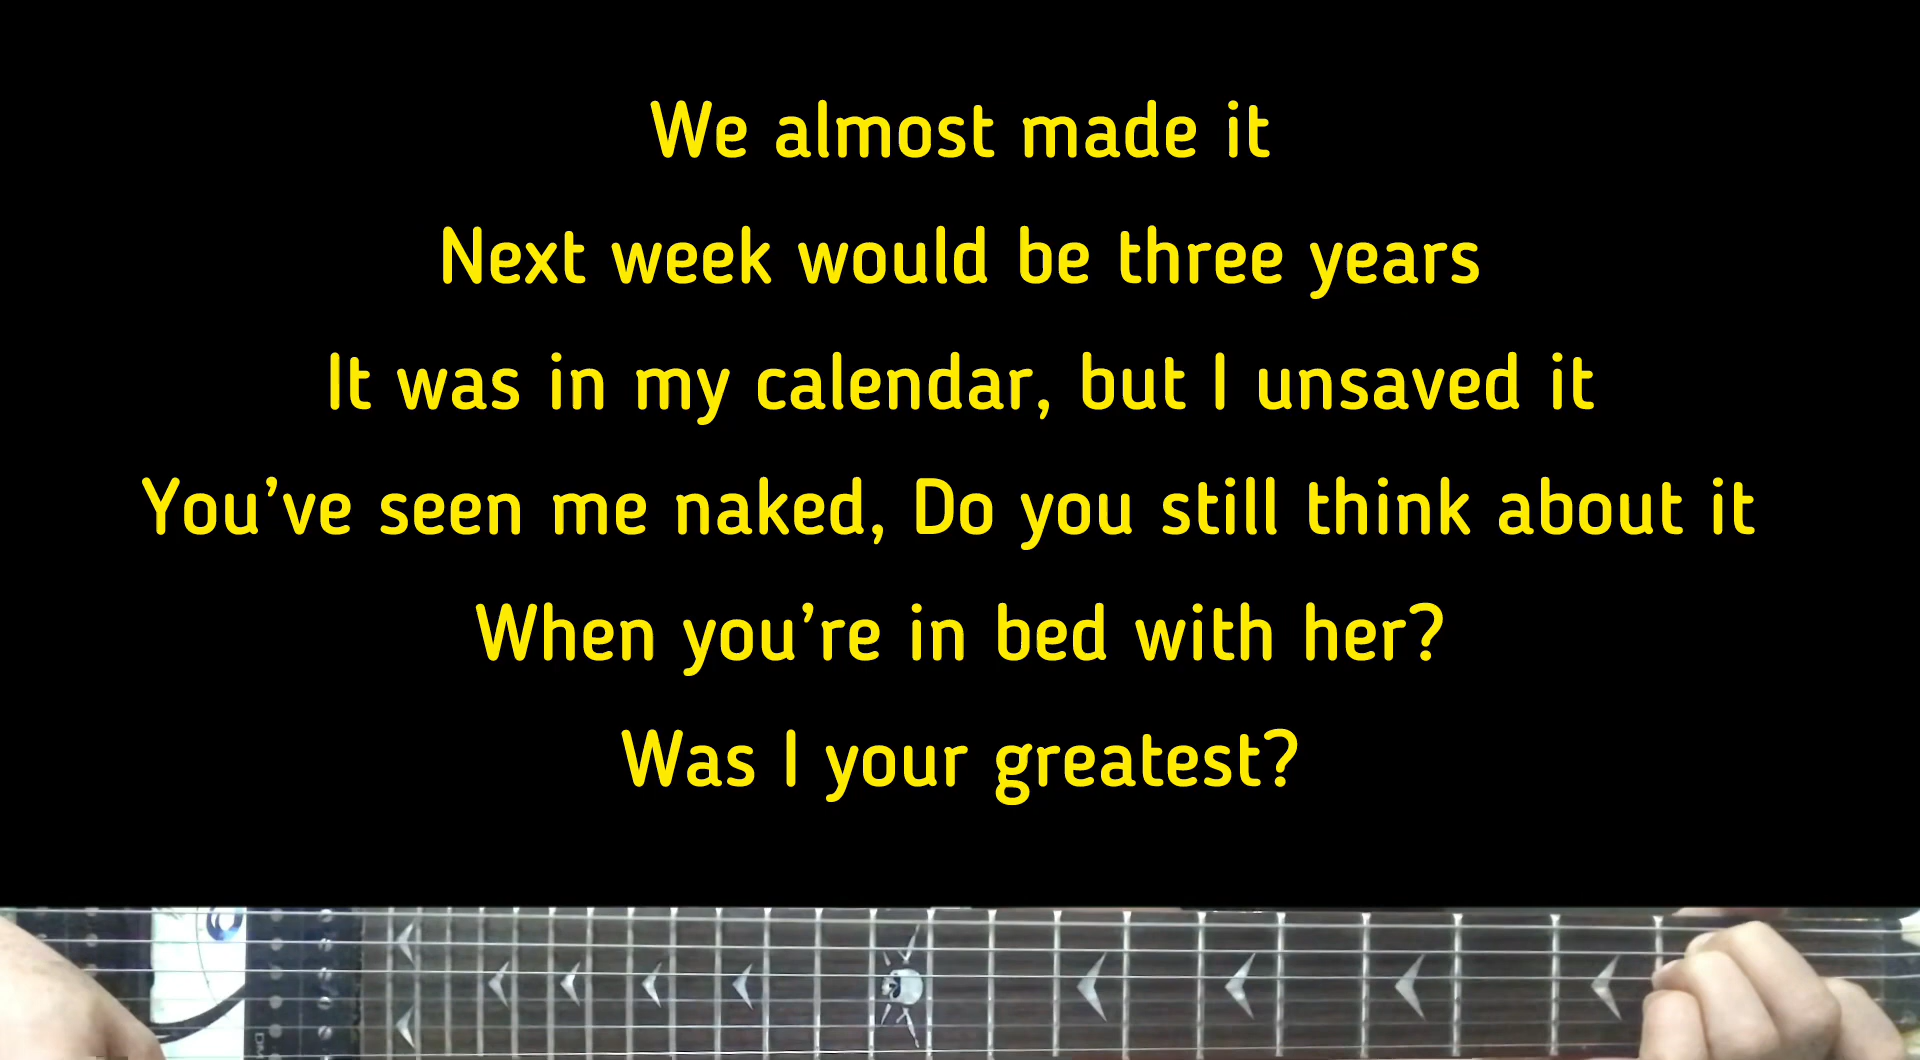 We almost made it
Next week would be three years
It was in my calendar, but I unsaved it
You’ve seen me naked, Do you still think about it
When you’re in bed with her?
Was I your greatest?
DM